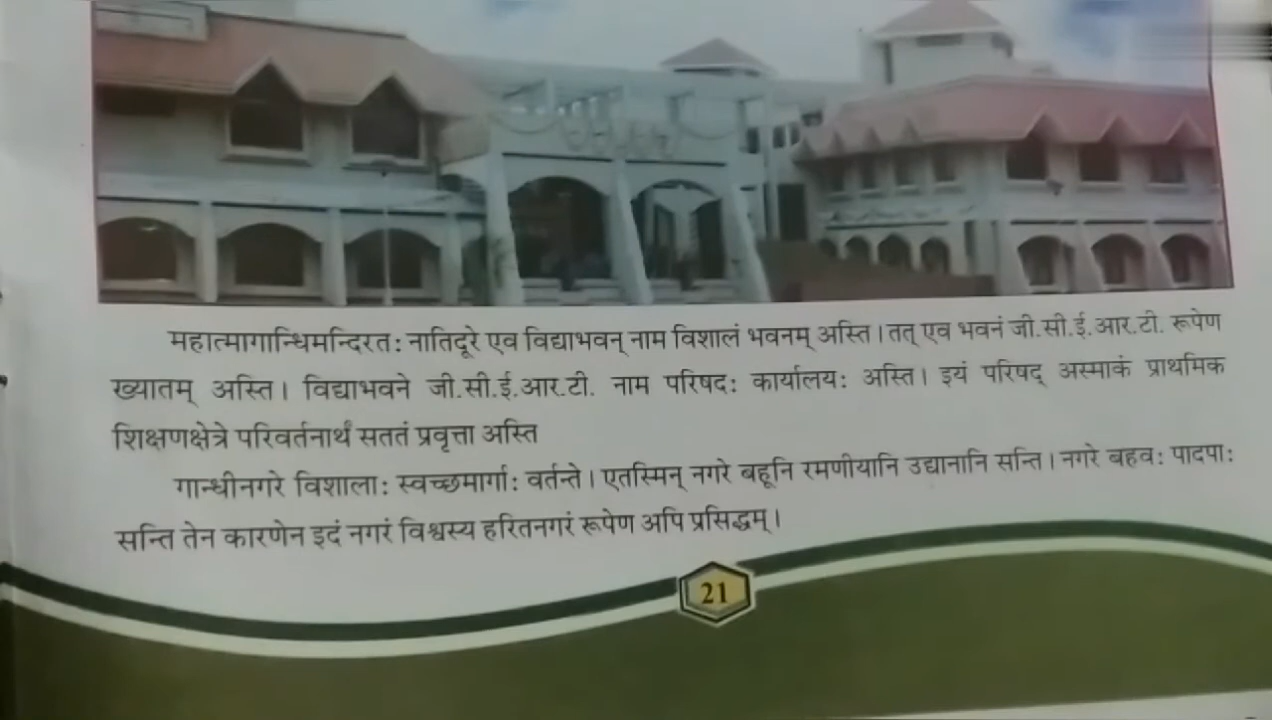 महात्मागान्धिमन्दिरतः नातिदूरे एव विद्याभवन् नाम विशालं भवनम् अस्ति। तत् एव भवनं जी.सी.ई.आर.टी. रूपेण
ख्यातम् अस्ति। विद्याभवने जी.सी.ई.आर.टी. नाम परिषदः कार्यालयः अस्ति। इयं परिषद् अस्माकं प्राथमिक
शिक्षणक्षेत्रे परिवर्तनार्थं सततं प्रवृत्ता अस्ति
गान्धीनगरे विशालाः स्वच्छमार्गाः वर्तन्ते। एतस्मिन् नगरे बहूनि रमणीयानि उद्यानानि सन्ति। नगरे बहवः पादपाः
सन्ति तेन कारणेन इदं नगरं विश्वस्य हरितनगरं रूपेण अपि प्रसिद्धम्।
21